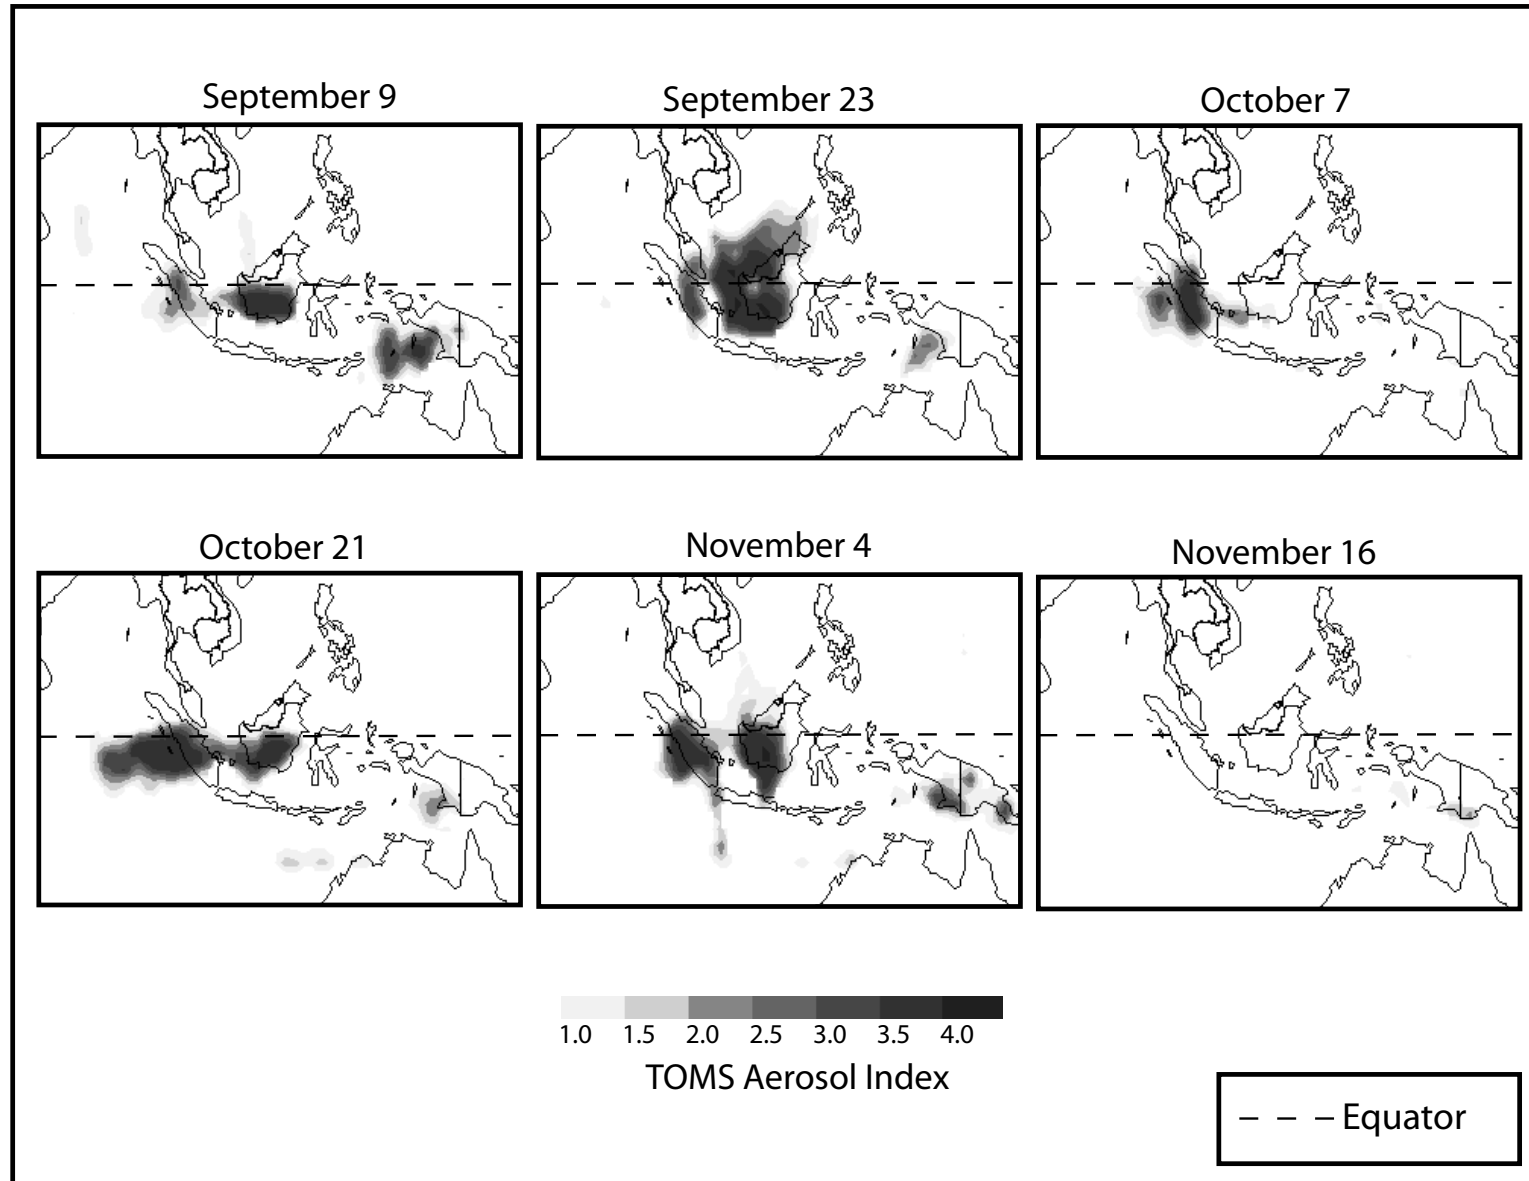 September 9
September 23
October 7
October 21
November 4
November 16
1.0 1.5 2.0 2.5 3.0 3.5 4.0
TOMS Aerosol Index
Equator